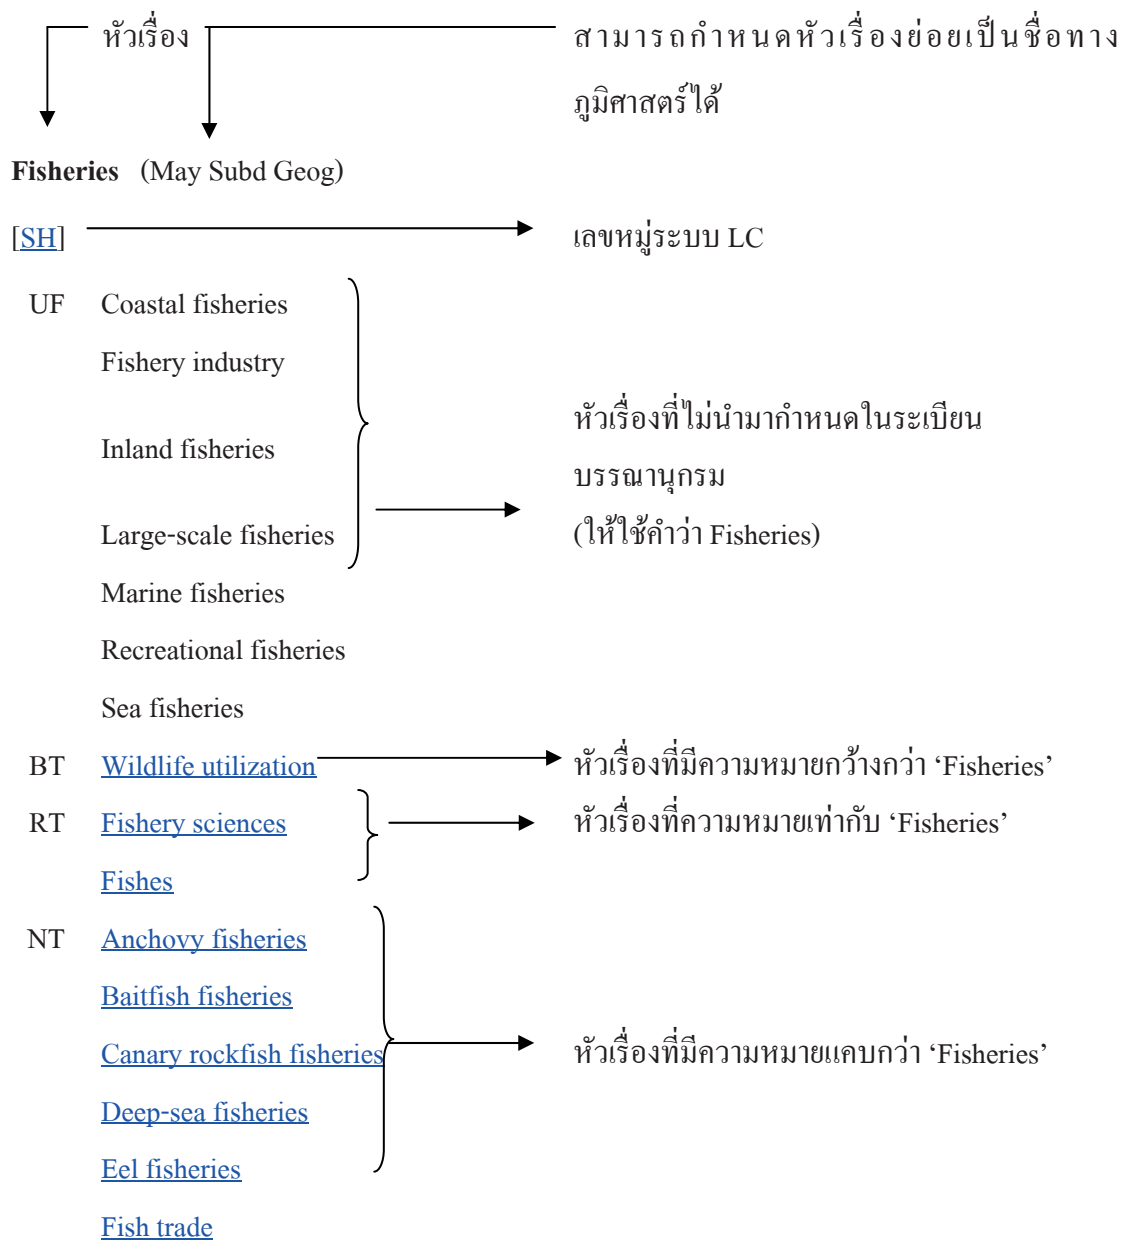 หัวเรื่อง สามารถกำหนดหัวเรื่องย่อยเป็นชื่อทาง
ภูมิศาสตร์ได้
Fisheries (May Subd Geog)
[SH] เลขหมู่ระบบ LC
UF Coastal fisheries
Fishery industry
หัวเรื่องที่ไม่นำมากำหนดในระเบียน
Inland fisheries
บรรณานุกรม
Large-scale fisheries (ให้ใช้คำว่า Fisheries)
Marine fisheries
Recreational fisheries
Sea fisheries
BT Wildlife utilization หัวเรื่องที่มีความหมายกว้างกว่า ‘Fisheries’
RT Fishery sciences หัวเรื่องที่ความหมายเท่ากับ ‘Fisheries’
Fishes
NT Anchovy fisheries
Baitfish fisheries
Canary rockfish fisheries หัวเรื่องที่มีความหมายแคบกว่า ‘Fisheries’
Deep-sea fisheries
Eel fisheries
Fish trade